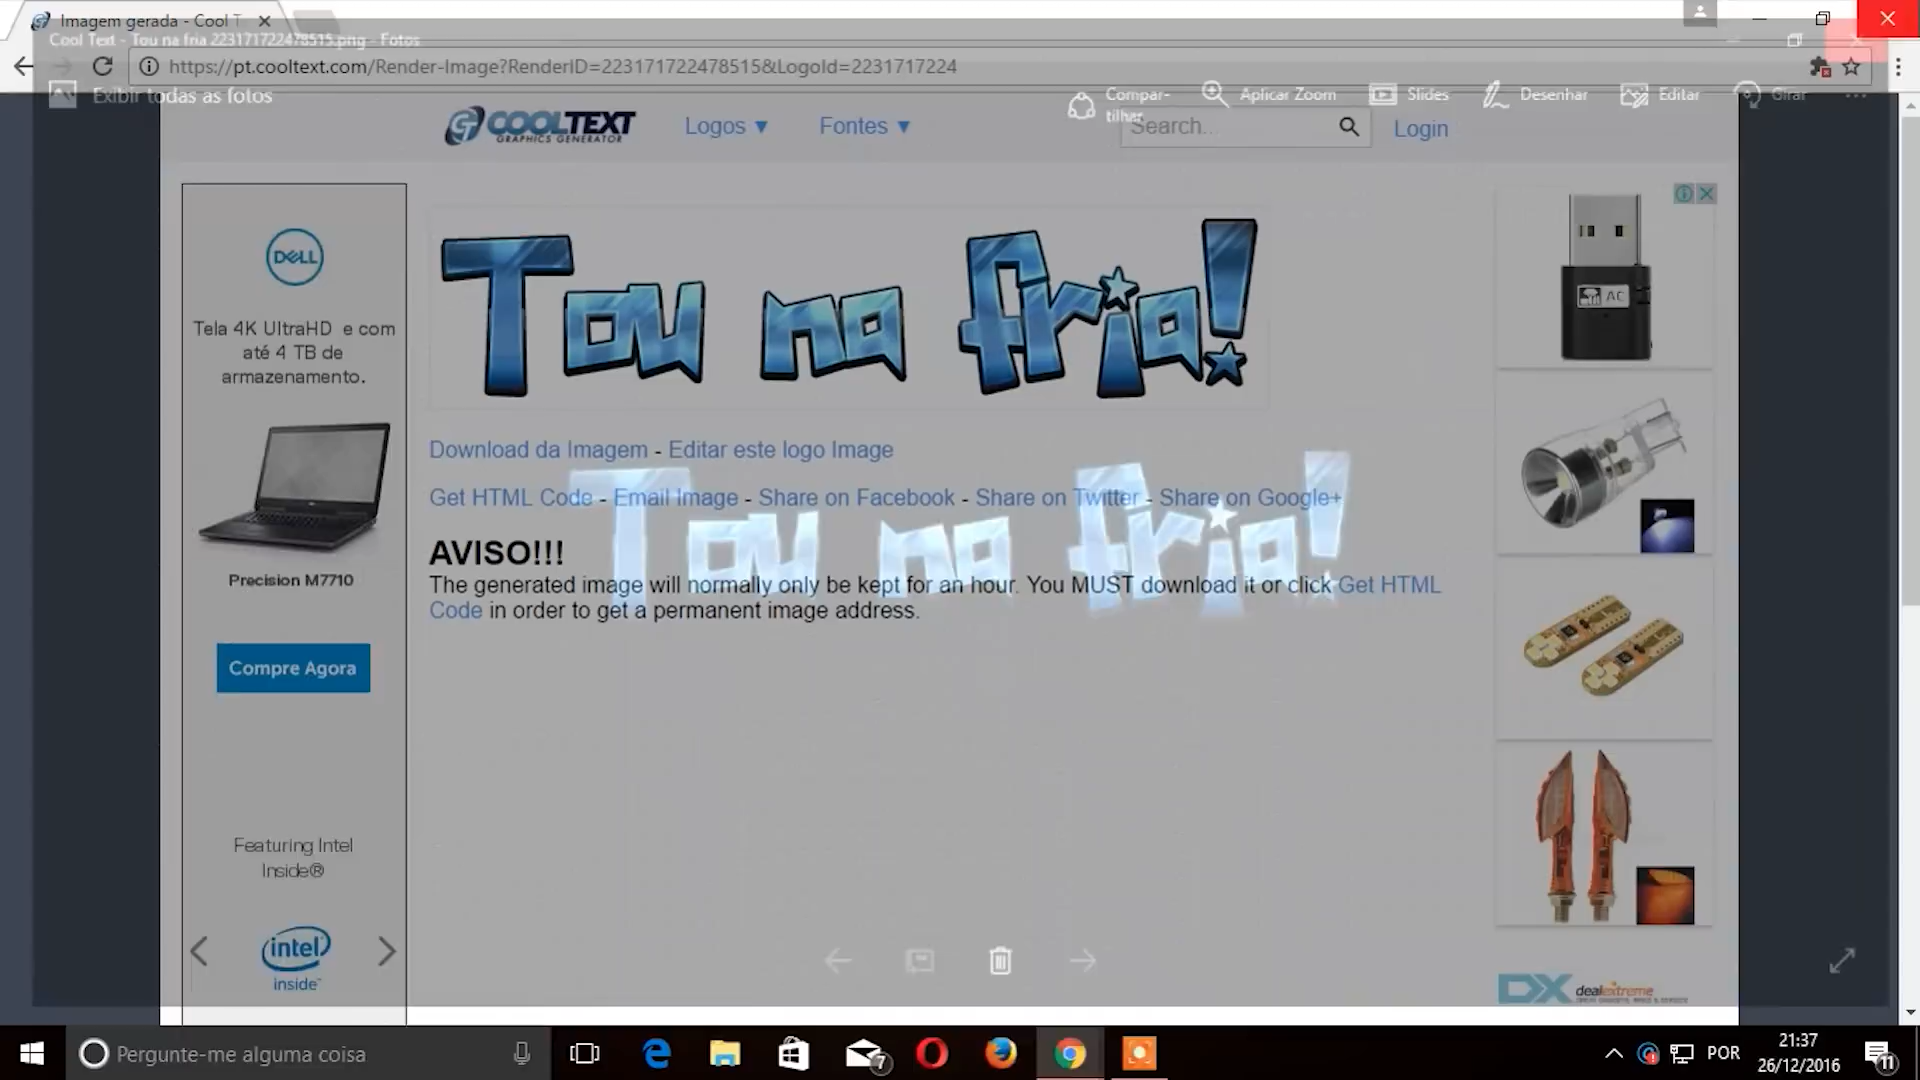 Imagem gerada - Cool T
Cool Text - Tou na fria 223171722478515.png - Fotos
https://pt.cooltext.com/Render-Image?RenderID=223171722478515&LogoId=2231717224
Exibir todas as fotos
Compar-
tilhar
Aplicar Zoom
Slides
Desenhar
Editar
Girar
COOLTEXT
GRAPHICS GENERATOR
Logos ▼
Fontes ▼
Search...
Login
DELL
Tela 4K UltraHD e com
até 4 TB de
armazenamento.
Precision M7710
Compre Agora
Featuring Intel
Inside®
intel
inside™
Tou na fria!
Download da Imagem - Editar este logo Image
Get HTML Code - Email Image - Share on Facebook - Share on Twitter - Share on Google+
Tou na fria!
AVISO!!!
The generated image will normally only be kept for an hour. You MUST download it or click Get HTML
Code in order to get a permanent image address.
AC
DX dealextreme
Pergunte-me alguma coisa
7
POR
21:37
26/12/2016
11